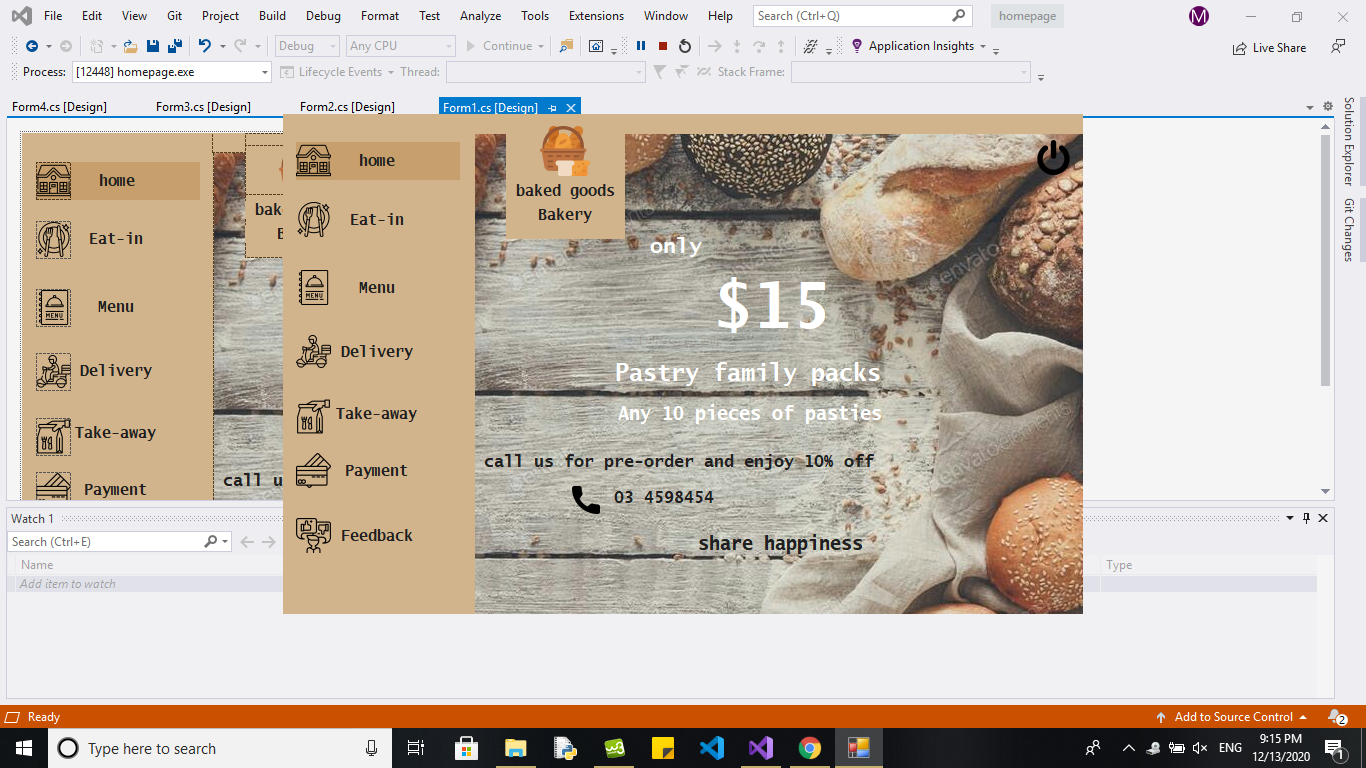 File Edit View Git Project Build Debug Format Test Analyze Tools Extensions Window Help Search (Ctrl+Q) homepage M
Debug Any CPU Continue Application Insights Live Share
Process: [12448] homepage.exe Lifecycle Events Thread: Stack Frame:
Form4.cs [Design] Form3.cs [Design] Form2.cs [Design] Form1.cs [Design]
Solution Explorer
Git Changes
home
Eat-in
MENU
Menu
Delivery
Take-away
Payment
call u
home
Eat-in
MENU
Menu
Delivery
Take-away
Payment
Feedback
baked goods
Bakery
only
$15
Pastry family packs
Any 10 pieces of pasties
call us for pre-order and enjoy 10% off
03 4598454
share happiness
Watch 1
Search (Ctrl+E)
Name Type
Add item to watch
Ready Add to Source Control 2
Type here to search ENG 9:15 PM
12/13/2020 1